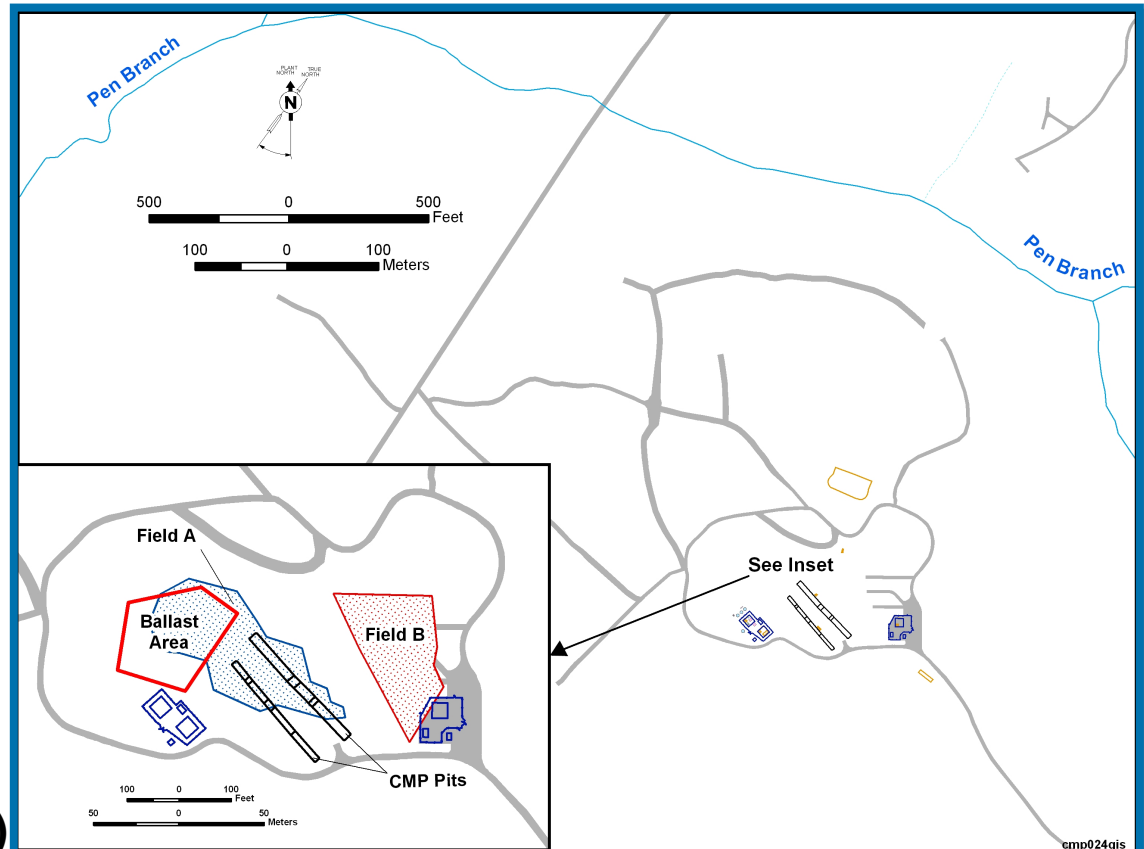 Pen Branch
PLANT
NORTH
TRUE
NORTH
N
500 0 500
Feet
100 0 100
Meters
Pen Branch
See Inset
Field A
Ballast
Area
Field B
CMP Pits
100 0 100
Feet
50 0 50
Meters
cmp024gis